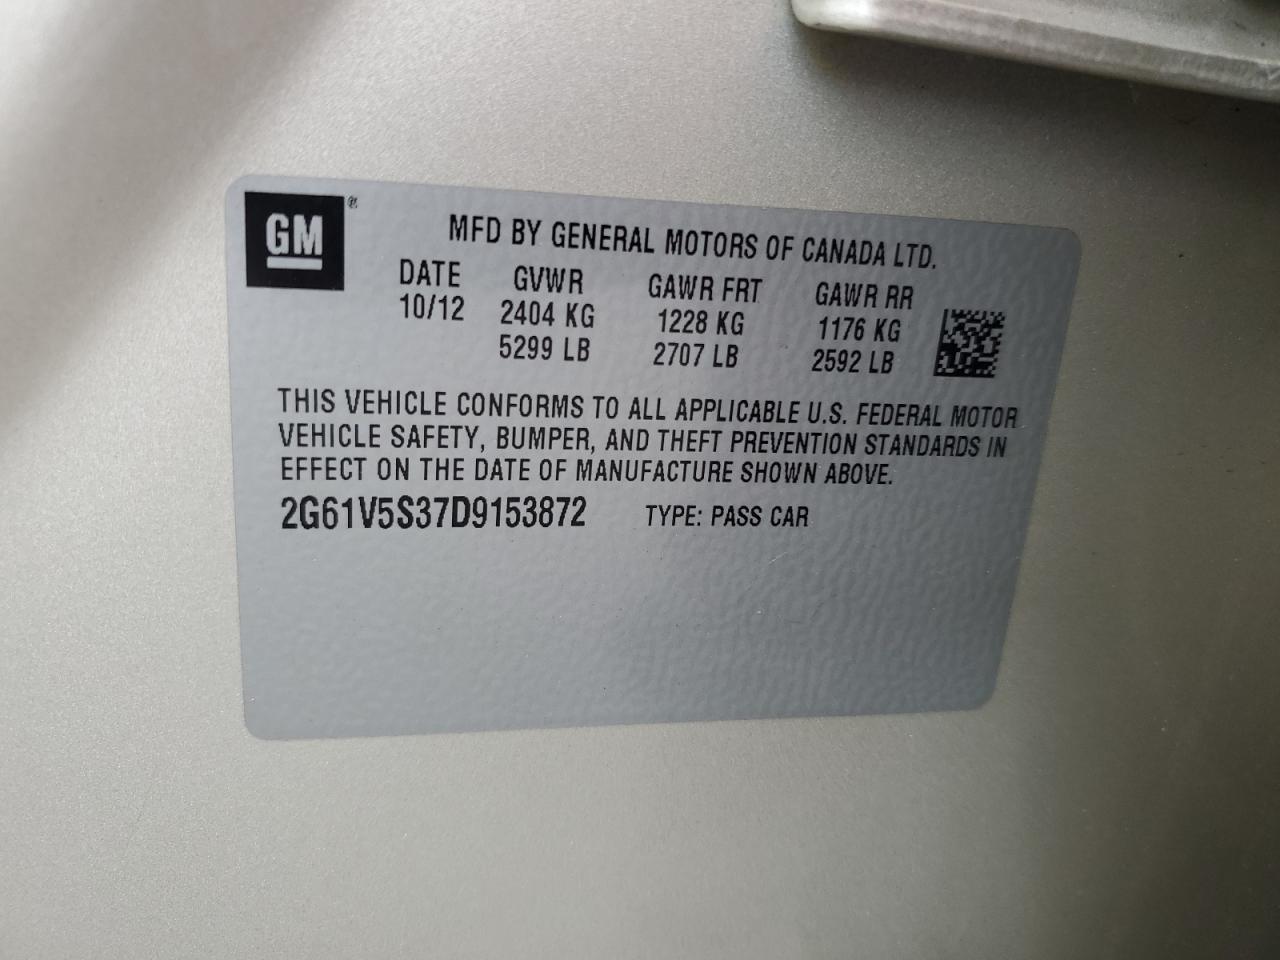 GM®
MFD BY GENERAL MOTORS OF CANADA LTD.
DATE GVWR GAWR FRT GAWR RR
10/12 2404 KG 1228 KG 1176 KG
5299 LB 2707 LB 2592 LB
THIS VEHICLE CONFORMS TO ALL APPLICABLE U.S. FEDERAL MOTOR
VEHICLE SAFETY, BUMPER, AND THEFT PREVENTION STANDARDS IN
EFFECT ON THE DATE OF MANUFACTURE SHOWN ABOVE.
2G61V5S37D9153872 TYPE: PASS CAR